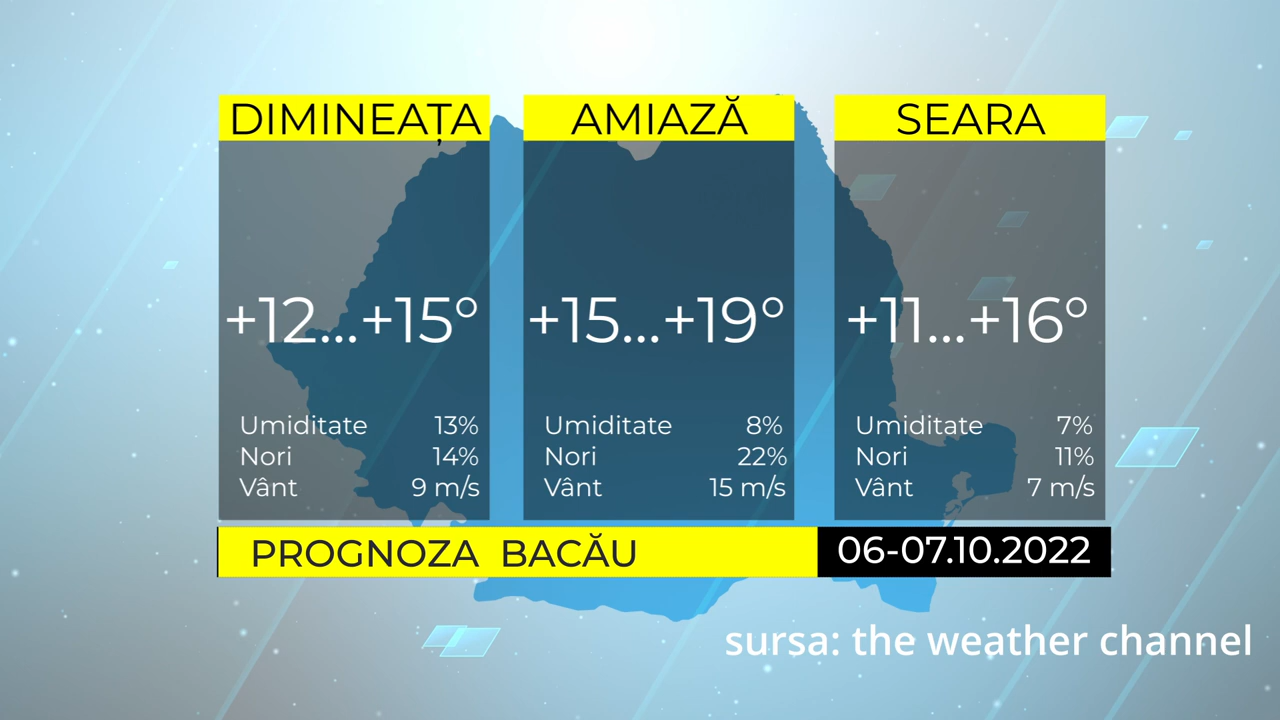 DIMINEAȚA
+12...+15°
Umiditate 13%
Nori 14%
Vânt 9 m/s
AMIAZĂ
+15...+19°
Umiditate 8%
Nori 22%
Vânt 15 m/s
SEARA
+11...+16°
Umiditate 7%
Nori 11%
Vânt 7 m/s
PROGNOZA BACĂU
06-07.10.2022
sursa: the weather channel